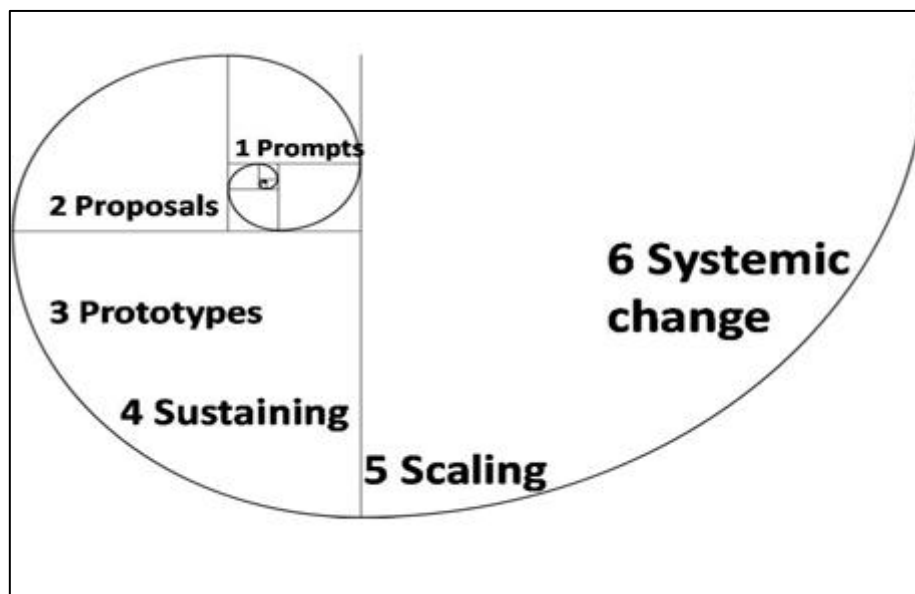 1 Prompts
2 Proposals
3 Prototypes
4 Sustaining
5 Scaling
6 Systemic
change